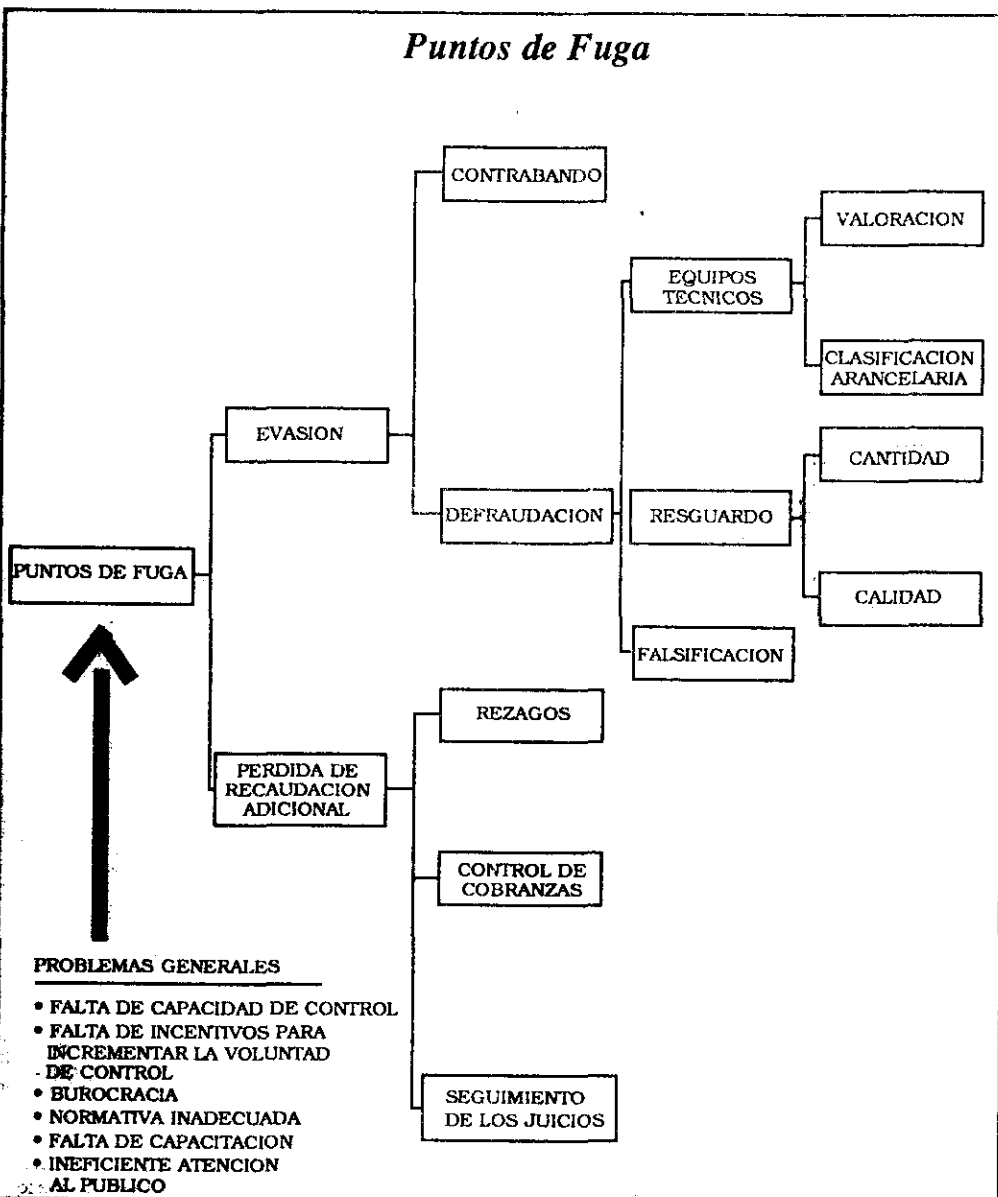 Puntos de Fuga
CONTRABANDO
VALORACION
EQUIPOS
TECNICOS
CLASIFICACION
ARANCELARIA
EVASION
CANTIDAD
DEFRAUDACION
RESGUARDO
PUNTOS DE FUGA
CALIDAD
FALSIFICACION
REZAGOS
PERDIDA DE
RECAUDACION
ADICIONAL
CONTROL DE
COBRANZAS
PROBLEMAS GENERALES
• FALTA DE CAPACIDAD DE CONTROL
• FALTA DE INCENTIVOS PARA
INCREMENTAR LA VOLUNTAD
DE CONTROL
• BUROCRACIA
• NORMATIVA INADECUADA
• FALTA DE CAPACITACION
• INEFICIENTE ATENCION
AL PUBLICO
SEGUIMIENTO
DE LOS JUICIOS